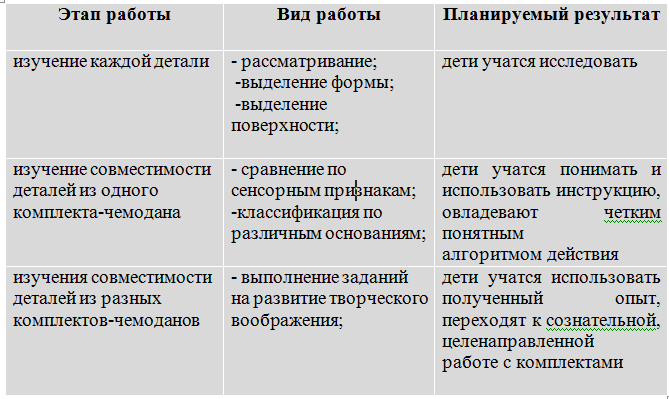 Этап работы
Вид работы
Планируемый результат
изучение каждой детали
- рассматривание;
-выделение формы;
-выделение
поверхности;
дети учатся исследовать
изучение совместимости
деталей из одного
комплекта-чемодана
- сравнение по
сенсорным признакам;
-классификация по
различным основаниям;
дети учатся понимать и
использовать инструкцию,
овладевают четким
понятным
алгоритмом действия
изучения совместимости
деталей из разных
комплектов-чемоданов
- выполнение заданий
на развитие творческого
воображения;
дети учатся использовать
полученный опыт,
переходят к сознательной,
целенаправленной
работе с комплектами